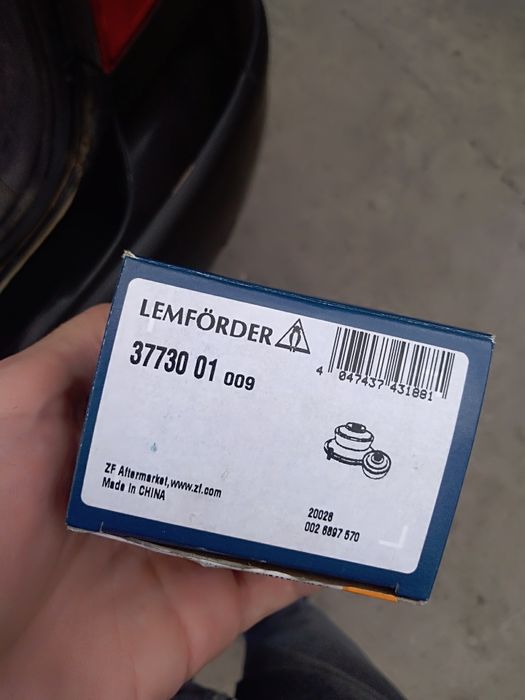 LEMFÖRDER
37730 01 009
4 047437 431881
ZF Aftermarket,www.zf.com
Made in CHINA
20026
002 6897 570